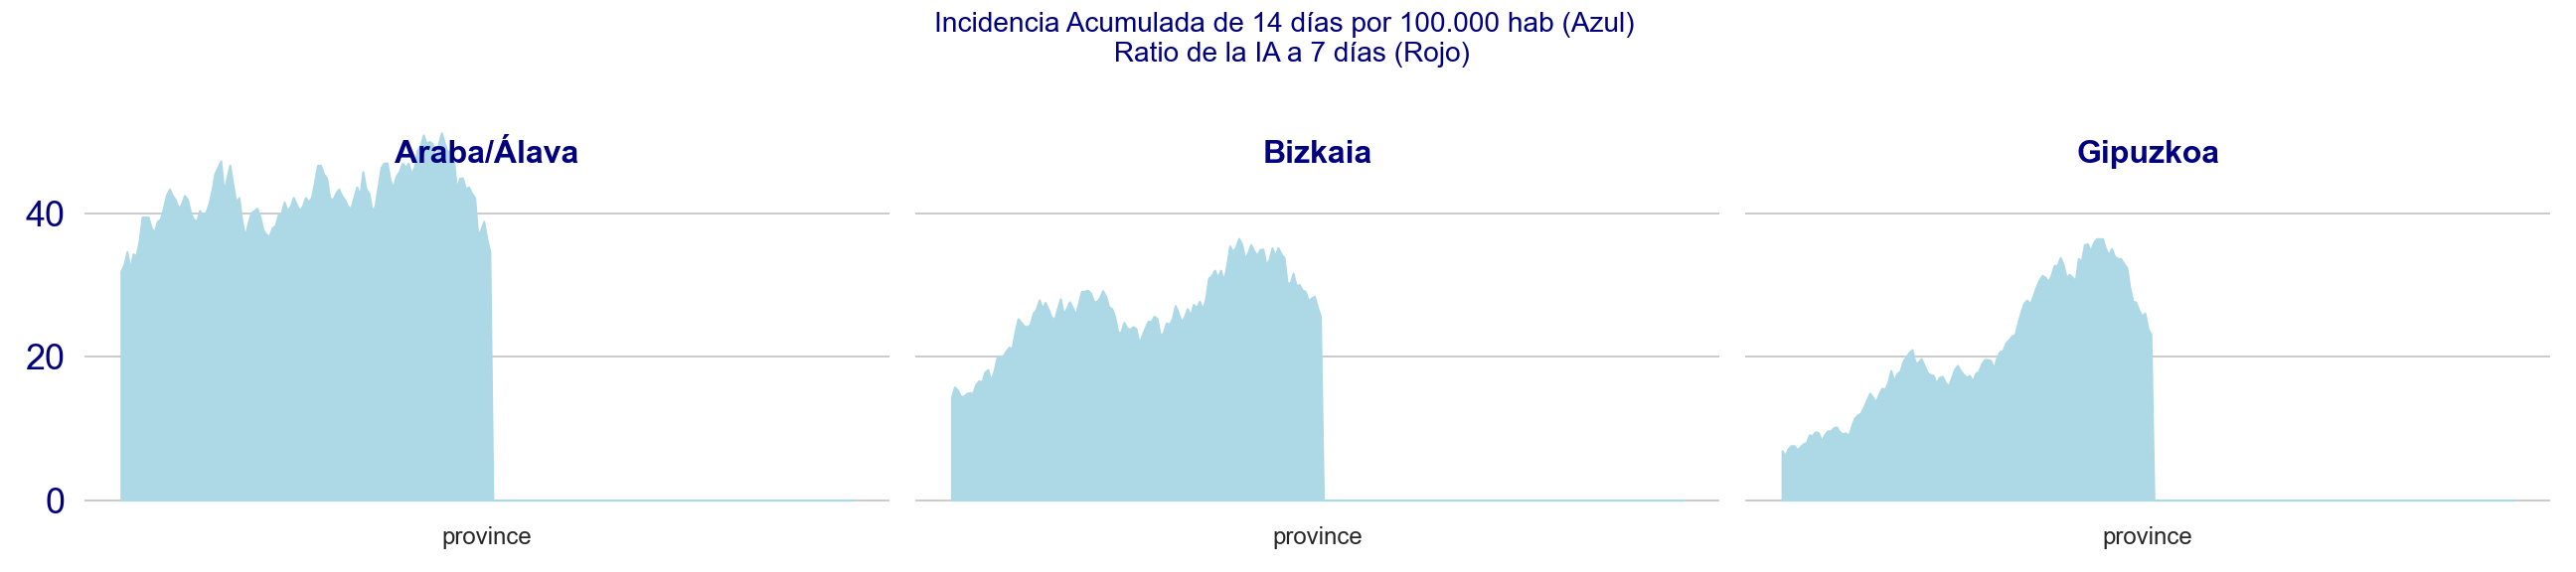 Incidencia Acumulada de 14 días por 100.000 hab (Azul)
Ratio de la IA a 7 días (Rojo)
Araba/Álava
Bizkaia
Gipuzkoa
40
20
0
province
province
province